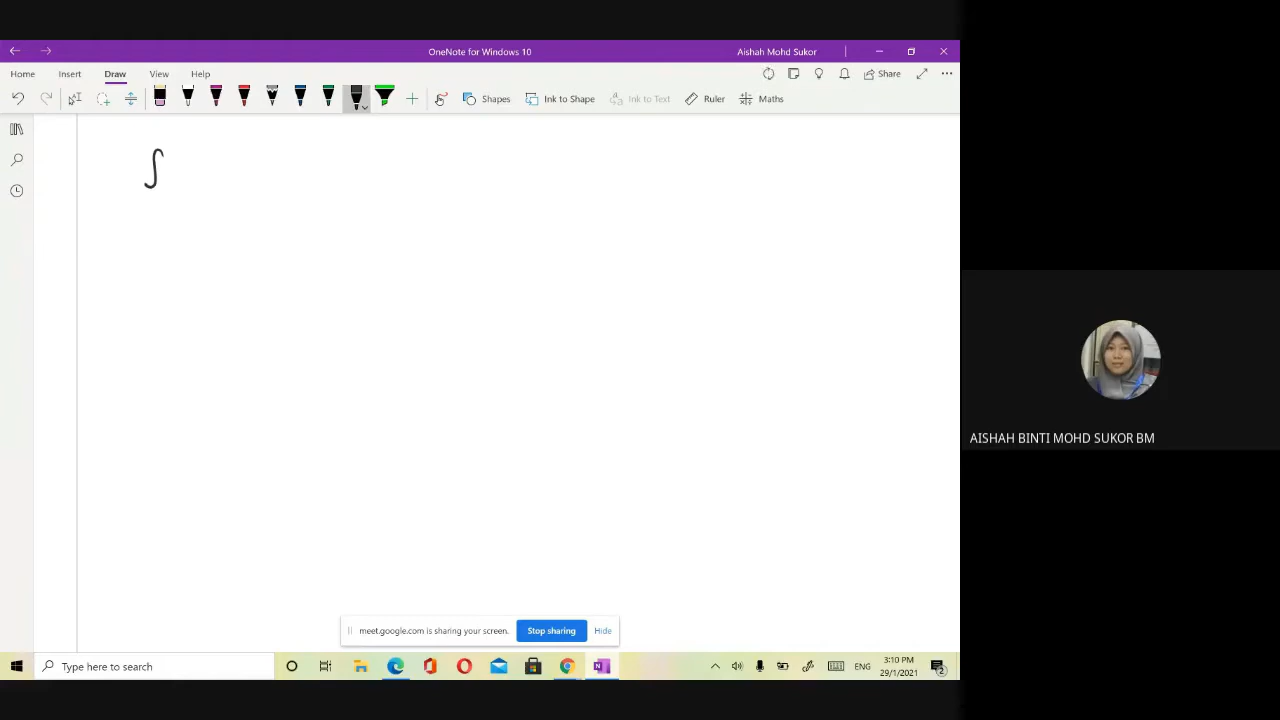 OneNote for Windows 10 Aishah Mohd Sukor
Home Insert Draw View Help Share
Shapes Ink to Shape Ink to Text Ruler Maths
∫
AISHAH BINTI MOHD SUKOR BM
meet.google.com is sharing your screen. Stop sharing Hide
Type here to search ENG 3:10 PM
29/1/2021
2